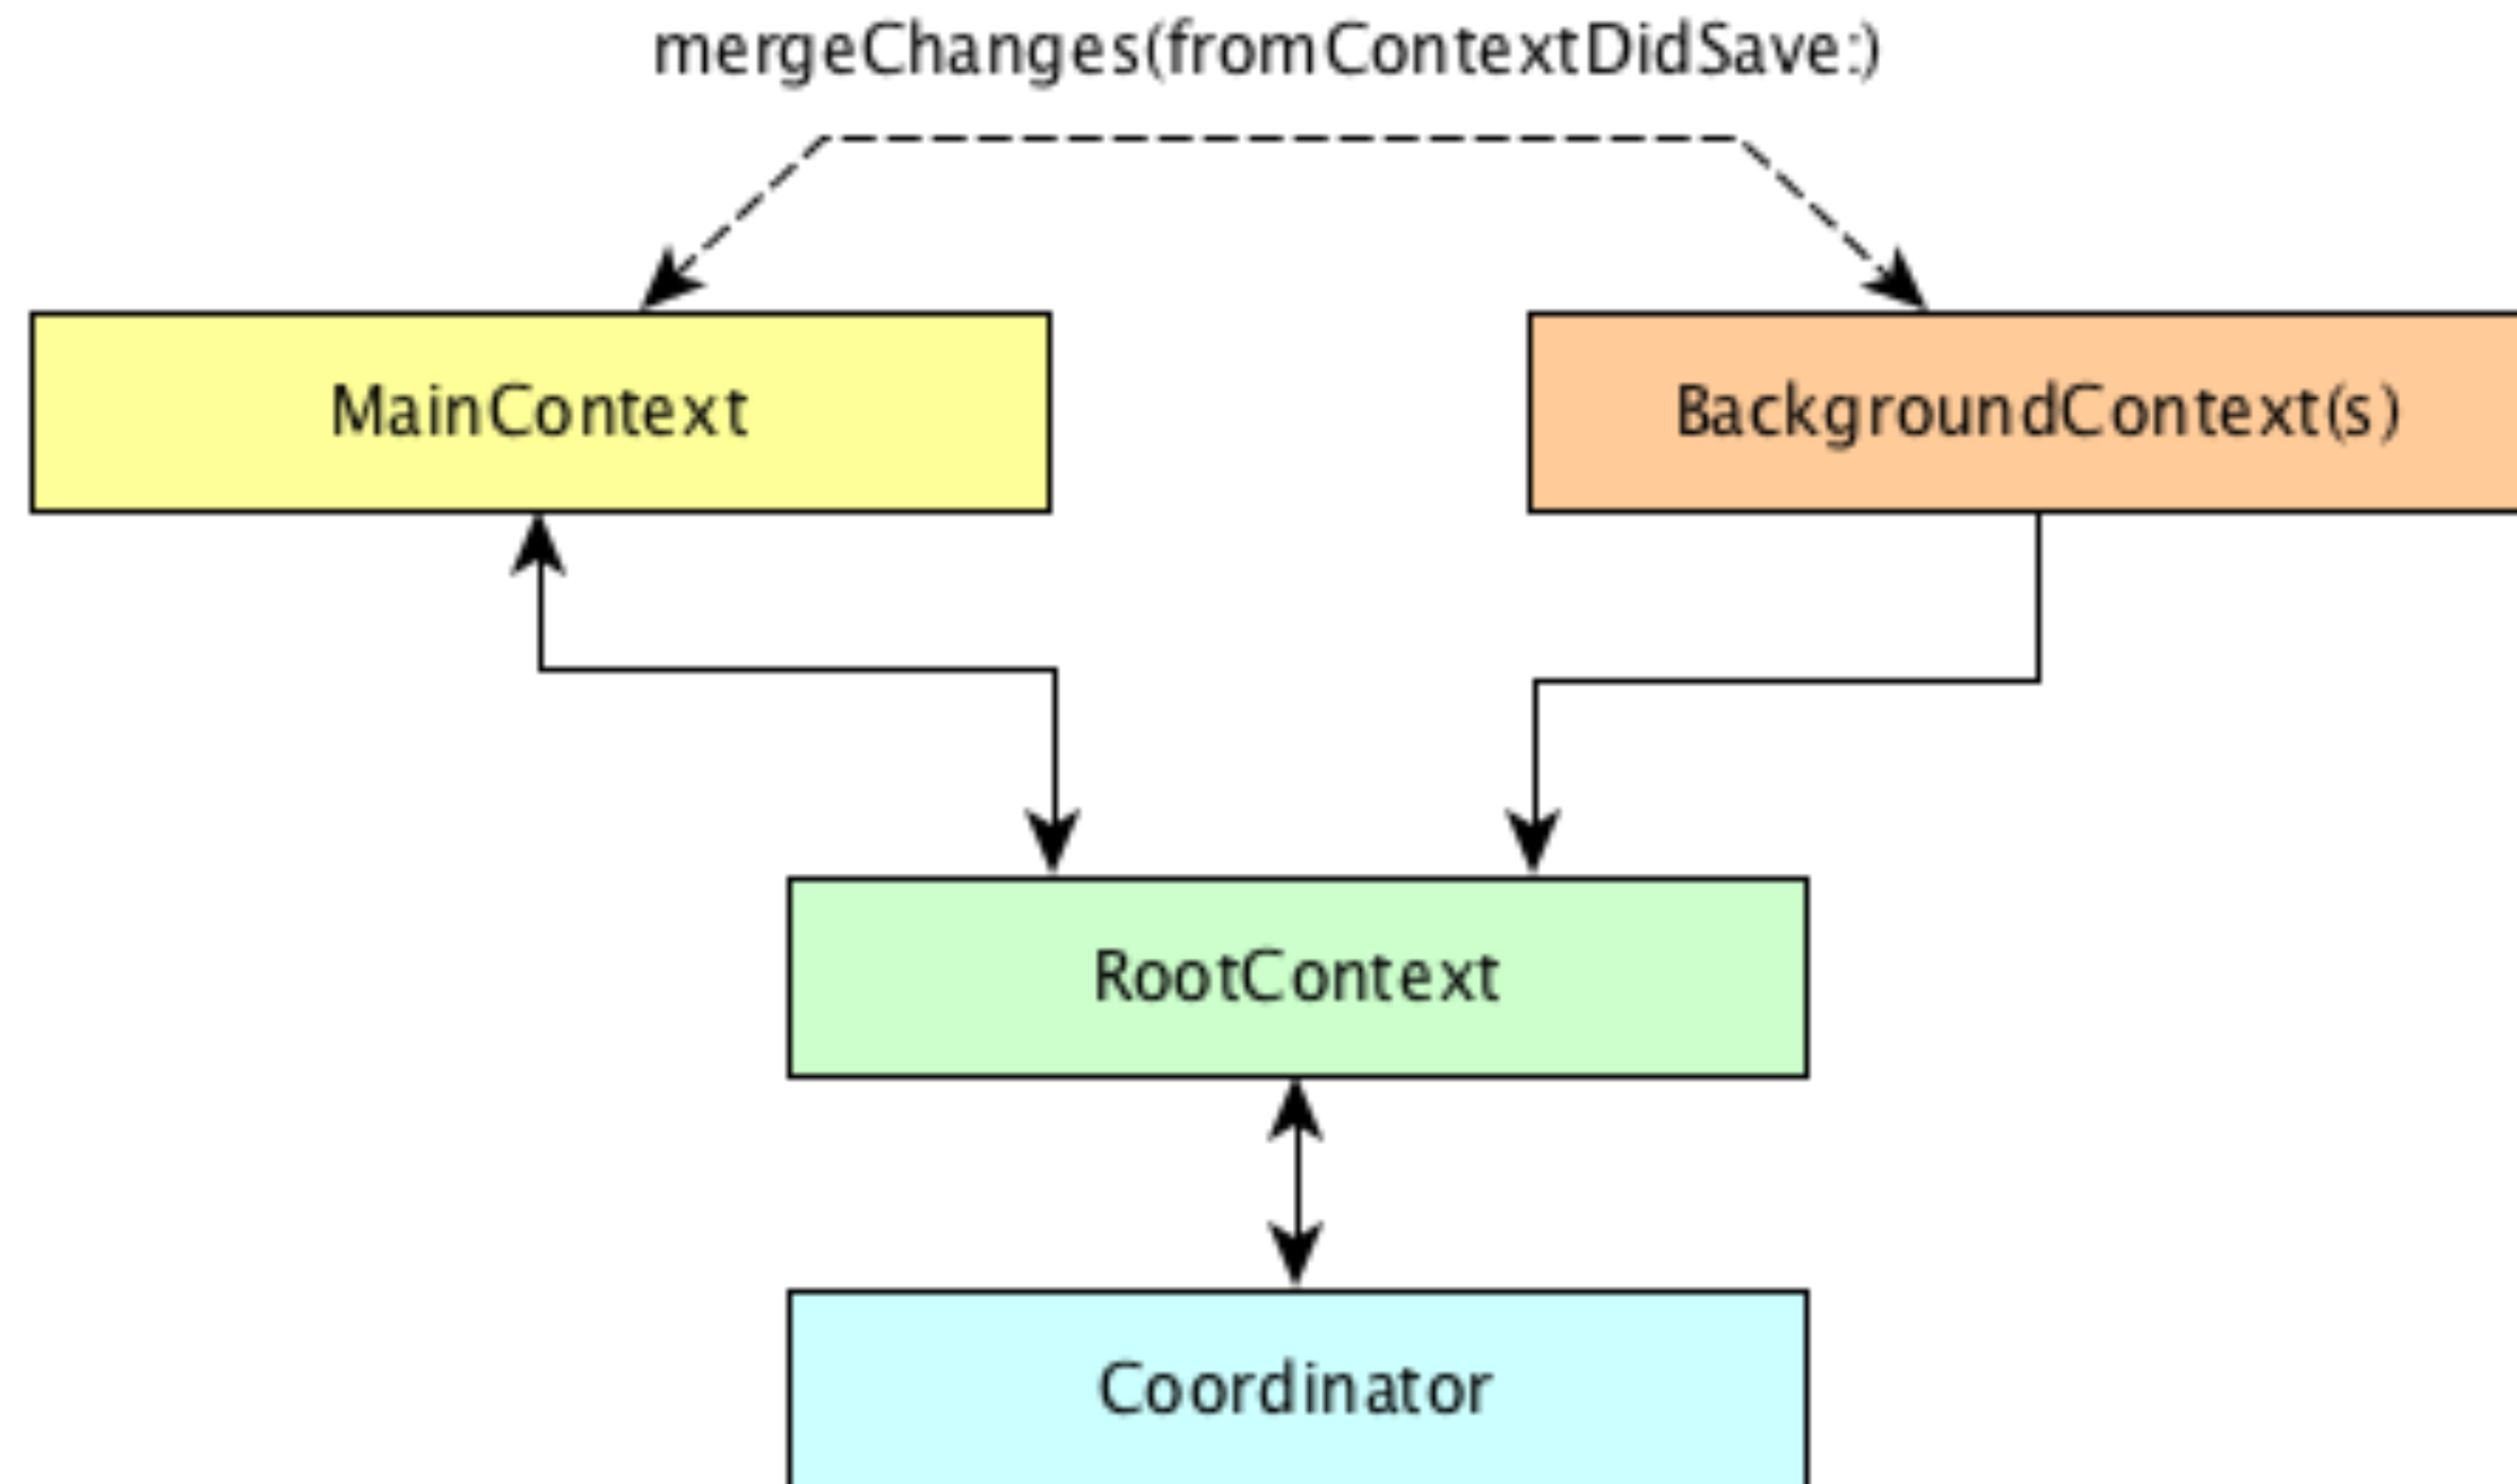 mergeChanges(fromContextDidSave:)
MainContext
BackgroundContext(s)
RootContext
Coordinator